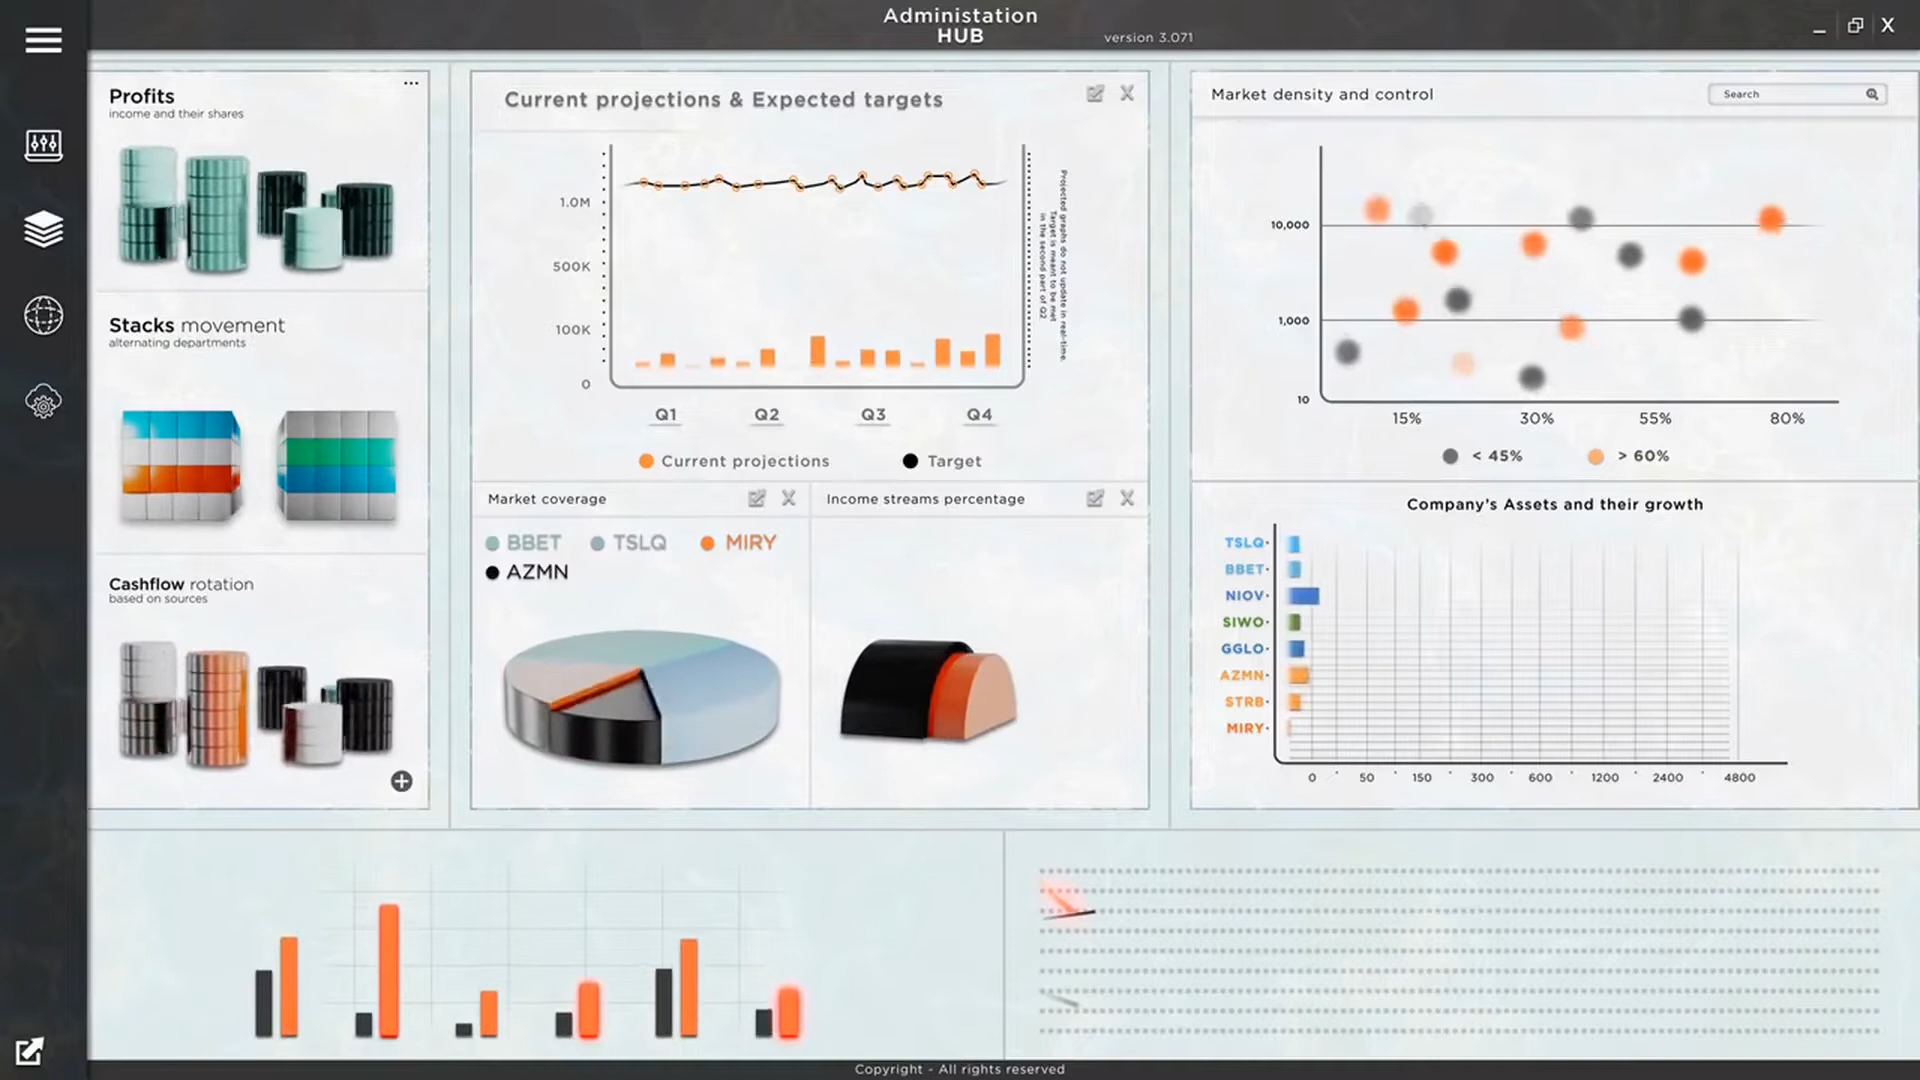 Administation
HUB
version 3.071
Profits
income and their shares
Stacks movement
alternating departments
Cashflow rotation
based on sources
Current projections & Expected targets
1.0M
500K
100K
0
Q1 Q2 Q3 Q4
Projected graphs do not update in real-time.
Target is meant to be met
in the second part of Q2
Current projections Target
Market coverage
BBET TSLQ MIRY
AZMN
Income streams percentage
Market density and control
Search
10,000
1,000
10
15% 30% 55% 80%
< 45% > 60%
Company's Assets and their growth
TSLQ
BBET
NIOV
SIWO
GGLO
AZMN
STRB
MIRY
0 50 150 300 600 1200 2400 4800
Copyright - All rights reserved